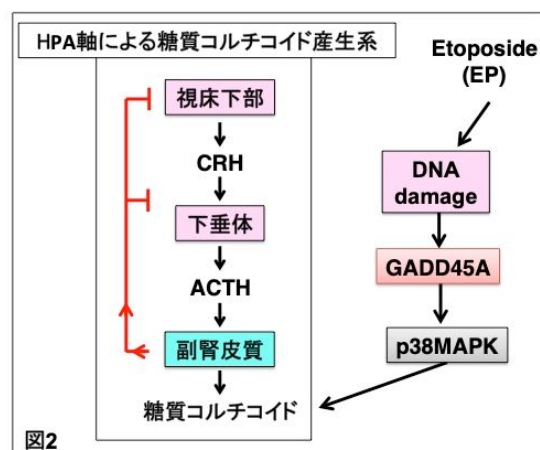 HPA軸による糖質コルチコイド産生系
視床下部
CRH
下垂体
ACTH
副腎皮質
糖質コルチコイド
Etoposide
(EP)
DNA
damage
GADD45A
p38MAPK
図2